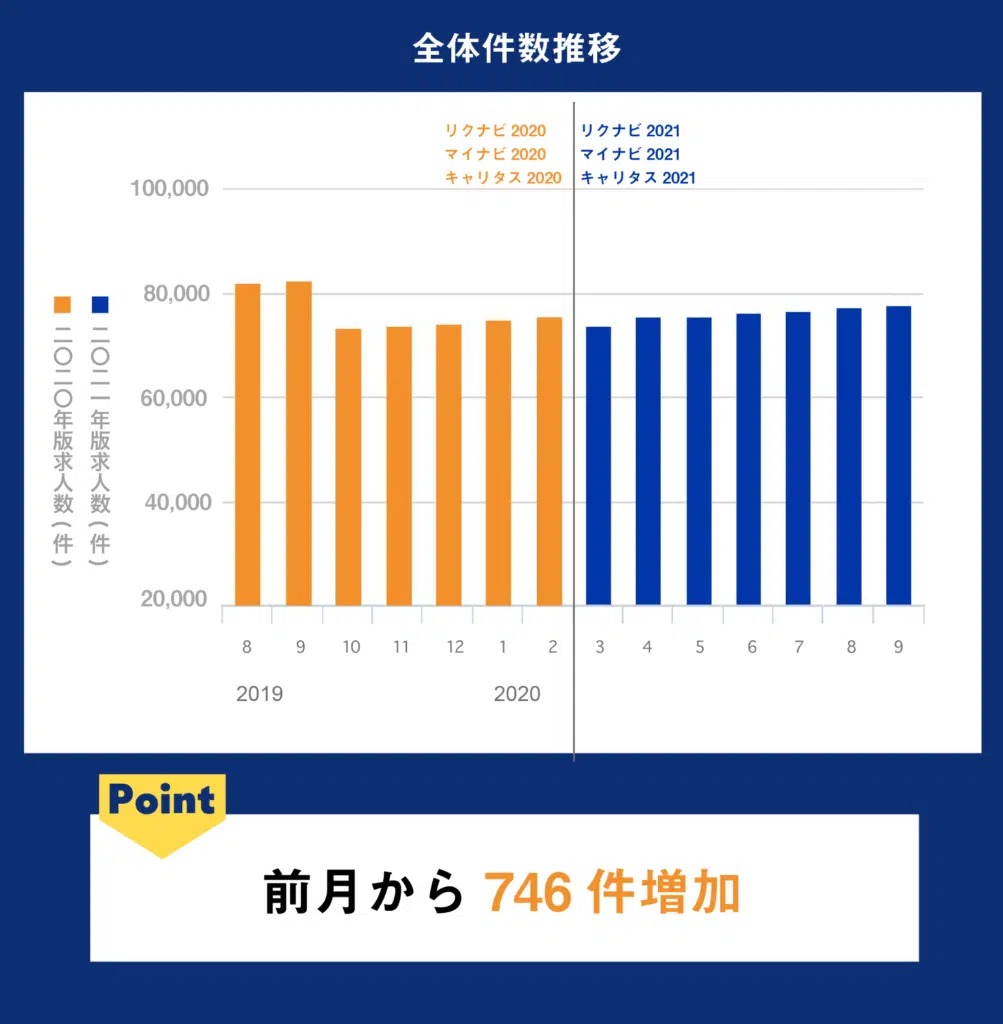 全体件数推移
リクナビ 2020
マイナビ 2020
キャリタス 2020
リクナビ 2021
マイナビ 2021
キャリタス 2021
100,000
80,000
60,000
40,000
20,000
二〇二一年版求人数(件)
二〇二〇年版求人数(件)
8 9 10 11 12 1 2 3 4 5 6 7 8 9
2019 2020
Point
前月から 746 件増加